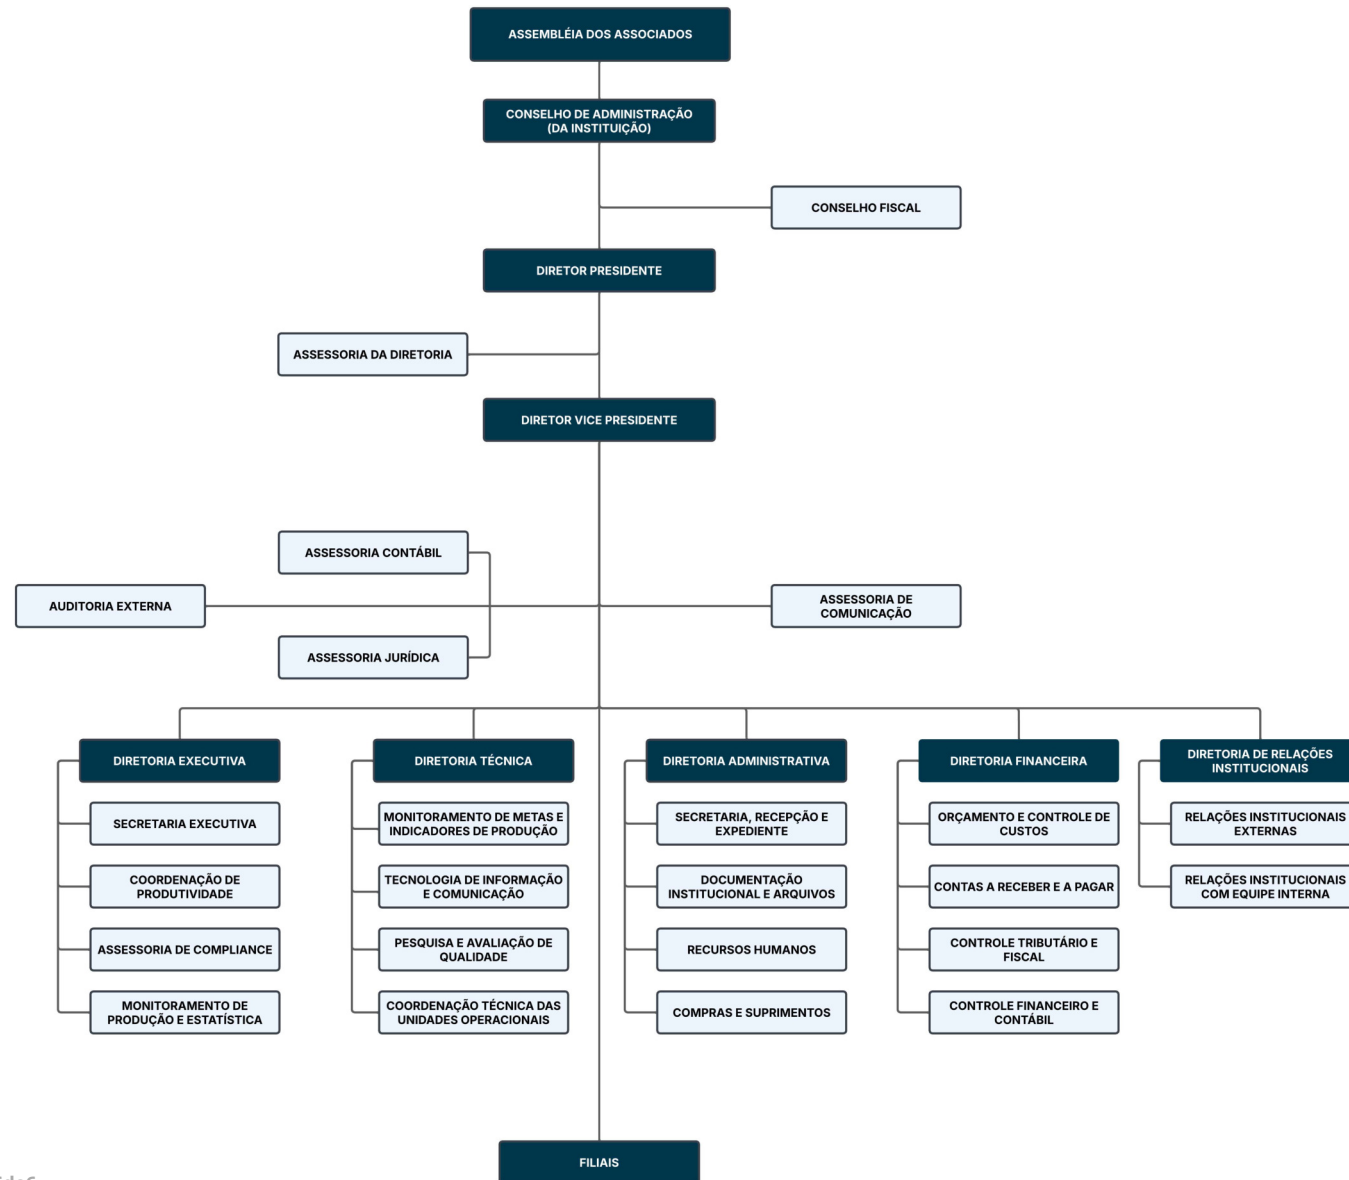 ASSEMBLÉIA DOS ASSOCIADOS
CONSELHO DE ADMINISTRAÇÃO
(DA INSTITUIÇÃO)
CONSELHO FISCAL
DIRETOR PRESIDENTE
ASSESSORIA DA DIRETORIA
DIRETOR VICE PRESIDENTE
ASSESSORIA CONTÁBIL
AUDITORIA EXTERNA
ASSESSORIA DE
COMUNICAÇÃO
ASSESSORIA JURÍDICA
DIRETORIA EXECUTIVA
SECRETARIA EXECUTIVA
COORDENAÇÃO DE
PRODUTIVIDADE
ASSESSORIA DE COMPLIANCE
MONITORAMENTO DE
PRODUÇÃO E ESTATÍSTICA
DIRETORIA TÉCNICA
MONITORAMENTO DE METAS E
INDICADORES DE PRODUÇÃO
TECNOLOGIA DE INFORMAÇÃO
E COMUNICAÇÃO
PESQUISA E AVALIAÇÃO DE
QUALIDADE
COORDENAÇÃO TÉCNICA DAS
UNIDADES OPERACIONAIS
DIRETORIA ADMINISTRATIVA
SECRETARIA, RECEPÇÃO E
EXPEDIENTE
DOCUMENTAÇÃO
INSTITUCIONAL E ARQUIVOS
RECURSOS HUMANOS
COMPRAS E SUPRIMENTOS
DIRETORIA FINANCEIRA
ORÇAMENTO E CONTROLE DE
CUSTOS
CONTAS A RECEBER E A PAGAR
CONTROLE TRIBUTÁRIO E
FISCAL
CONTROLE FINANCEIRO E
CONTÁBIL
DIRETORIA DE RELAÇÕES
INSTITUCIONAIS
RELAÇÕES INSTITUCIONAIS
EXTERNAS
RELAÇÕES INSTITUCIONAIS
COM EQUIPE INTERNA
FILIAIS